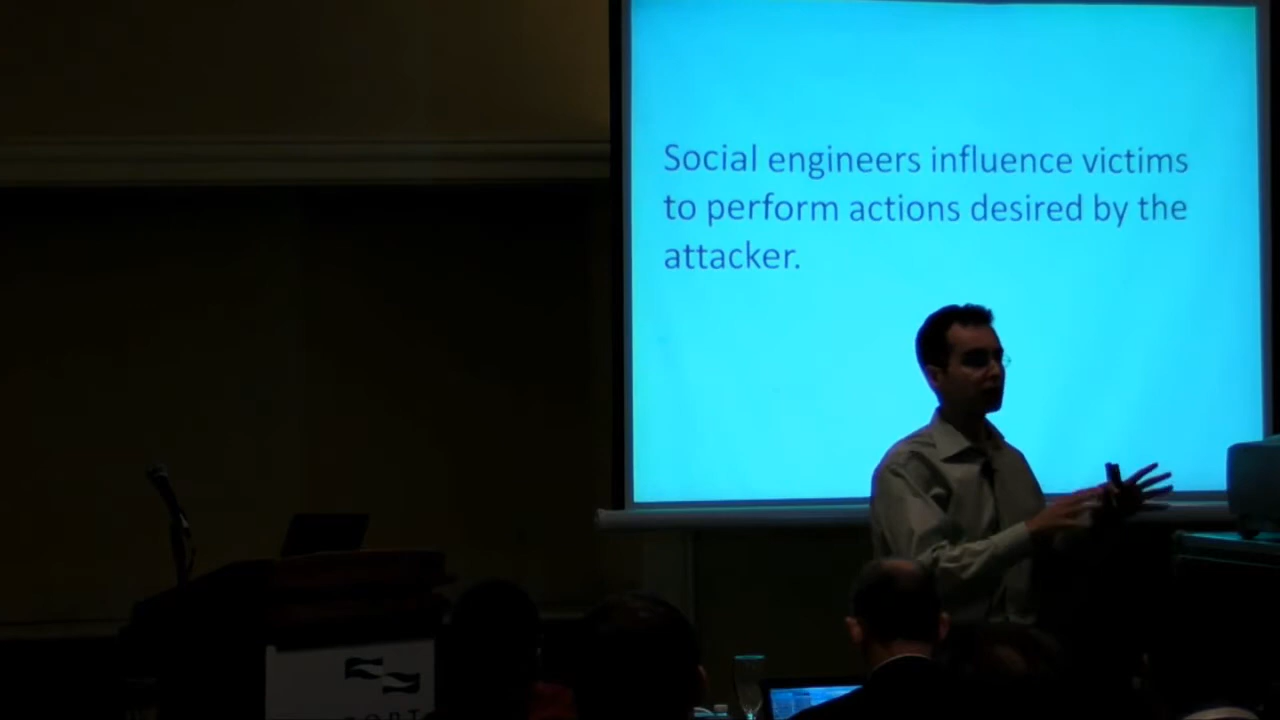 Social engineers influence victims
to perform actions desired by the
attacker.